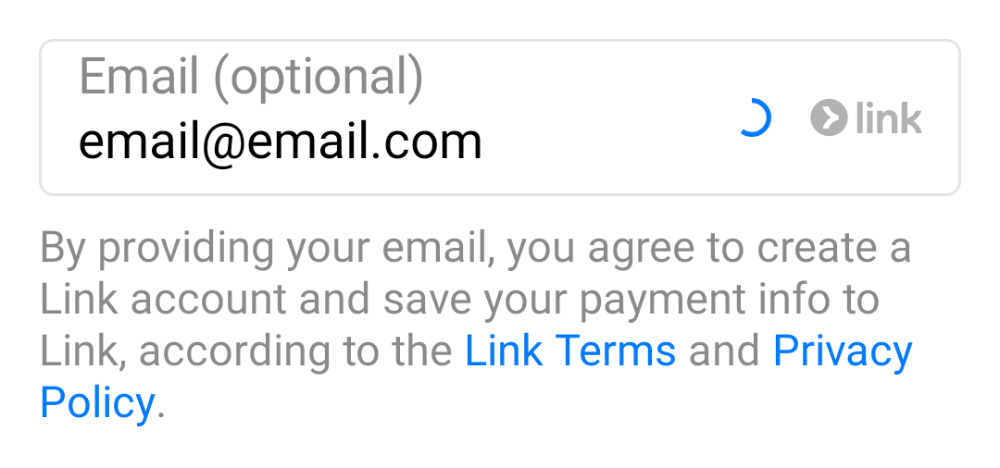 Email (optional)
email@email.com
link
By providing your email, you agree to create a
Link account and save your payment info to
Link, according to the Link Terms and Privacy
Policy.